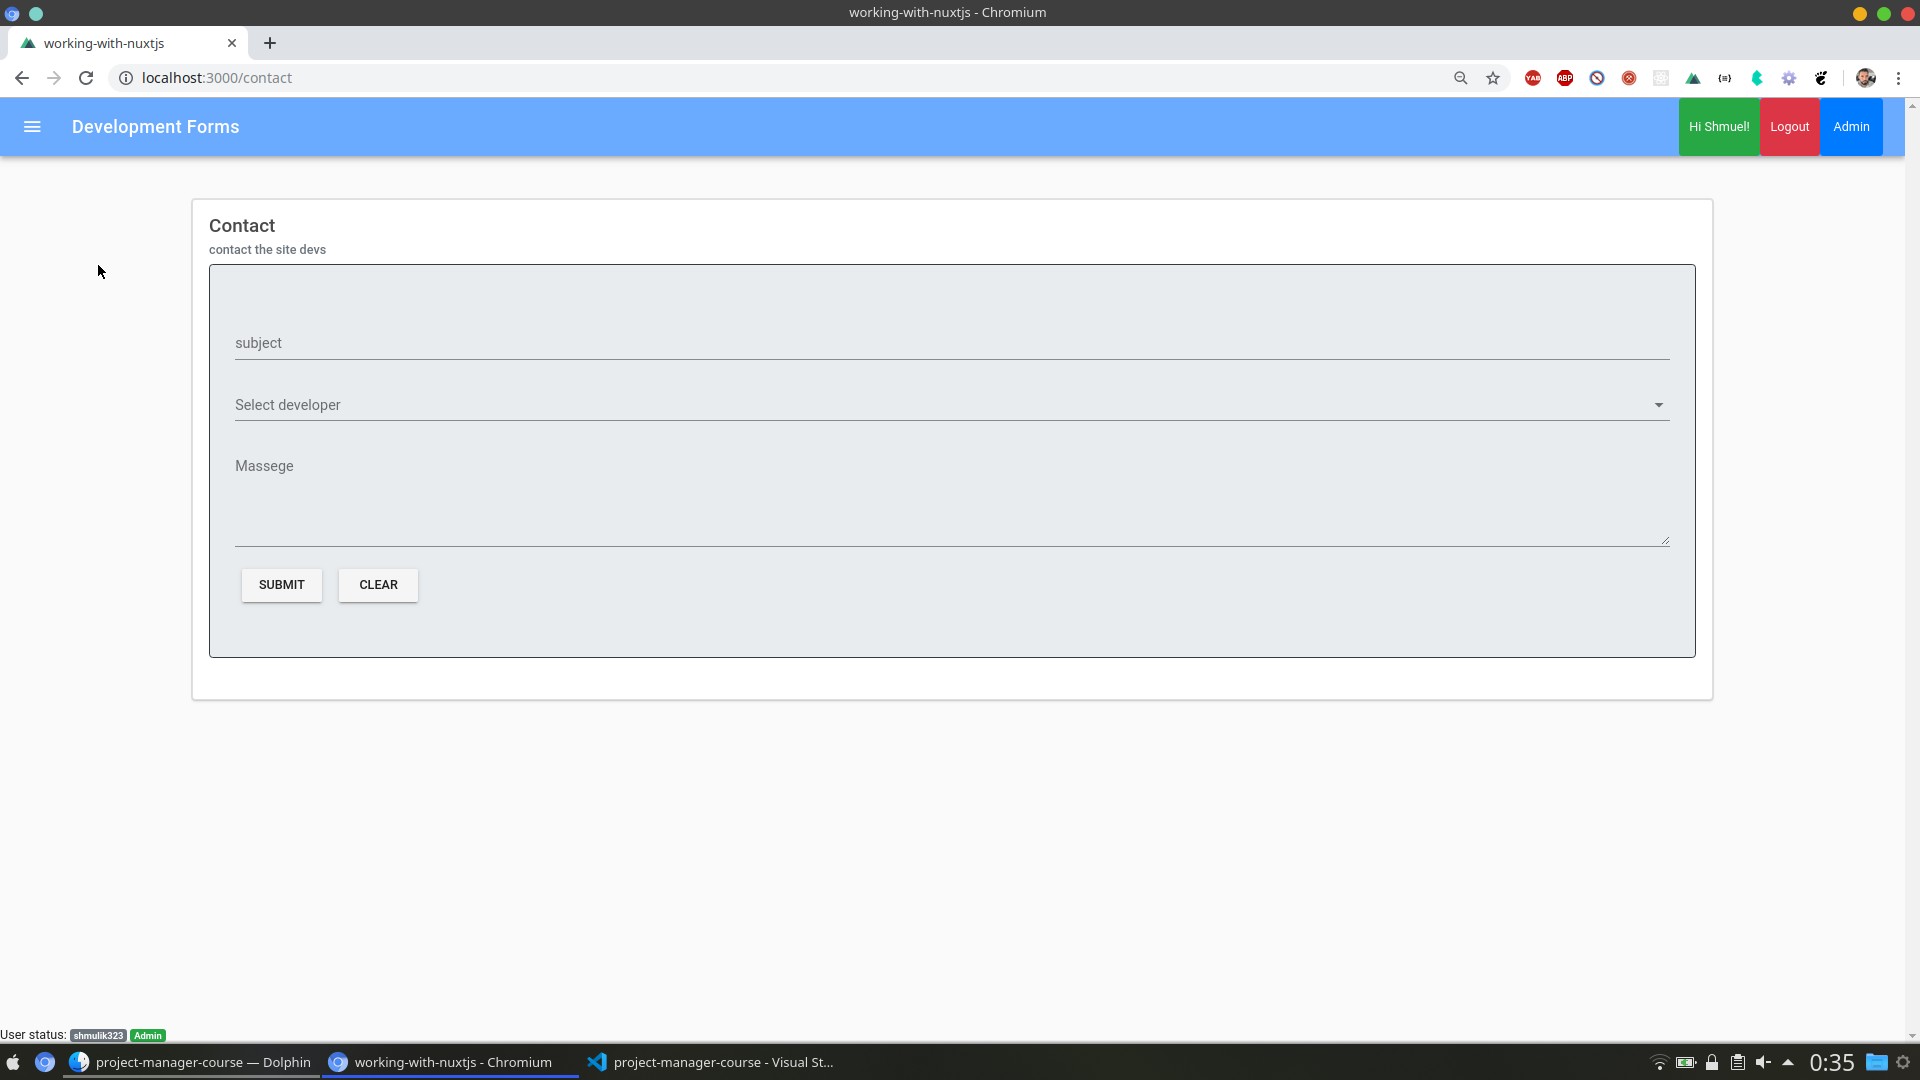 working-with-nuxtjs - Chromium
working-with-nuxtjs
localhost:3000/contact
YAB
ABP
Development Forms
Hi Shmuel!
Logout
Admin
Contact
contact the site devs
subject
Select developer
Massege
SUBMIT
CLEAR
User status: shmulik323 Admin
project-manager-course — Dolphin
working-with-nuxtjs - Chromium
project-manager-course - Visual St...
0:35